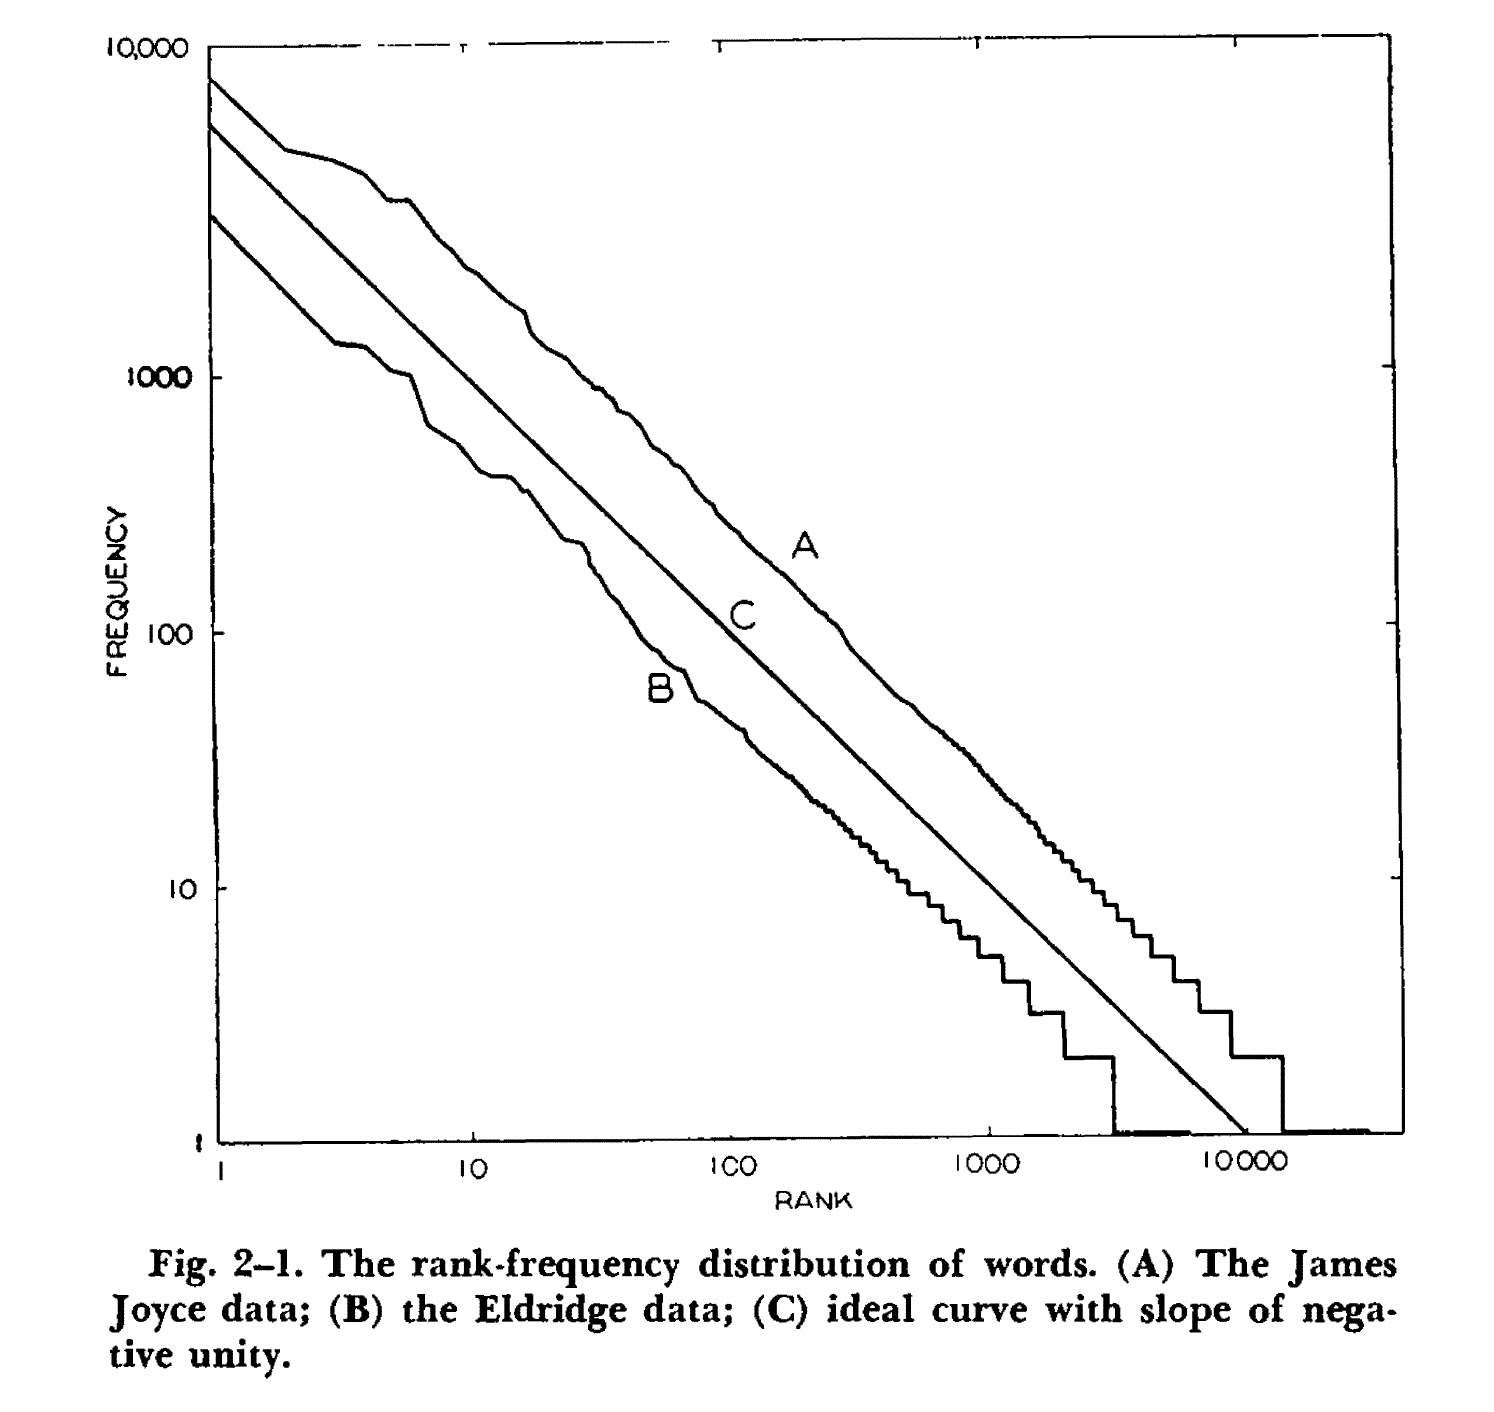 10,000
1000
100
10
1
FREQUENCY
A
C
B
1
10
100
1000
10000
RANK
Fig. 2–1. The rank-frequency distribution of words. (A) The James
Joyce data; (B) the Eldridge data; (C) ideal curve with slope of nega-
tive unity.